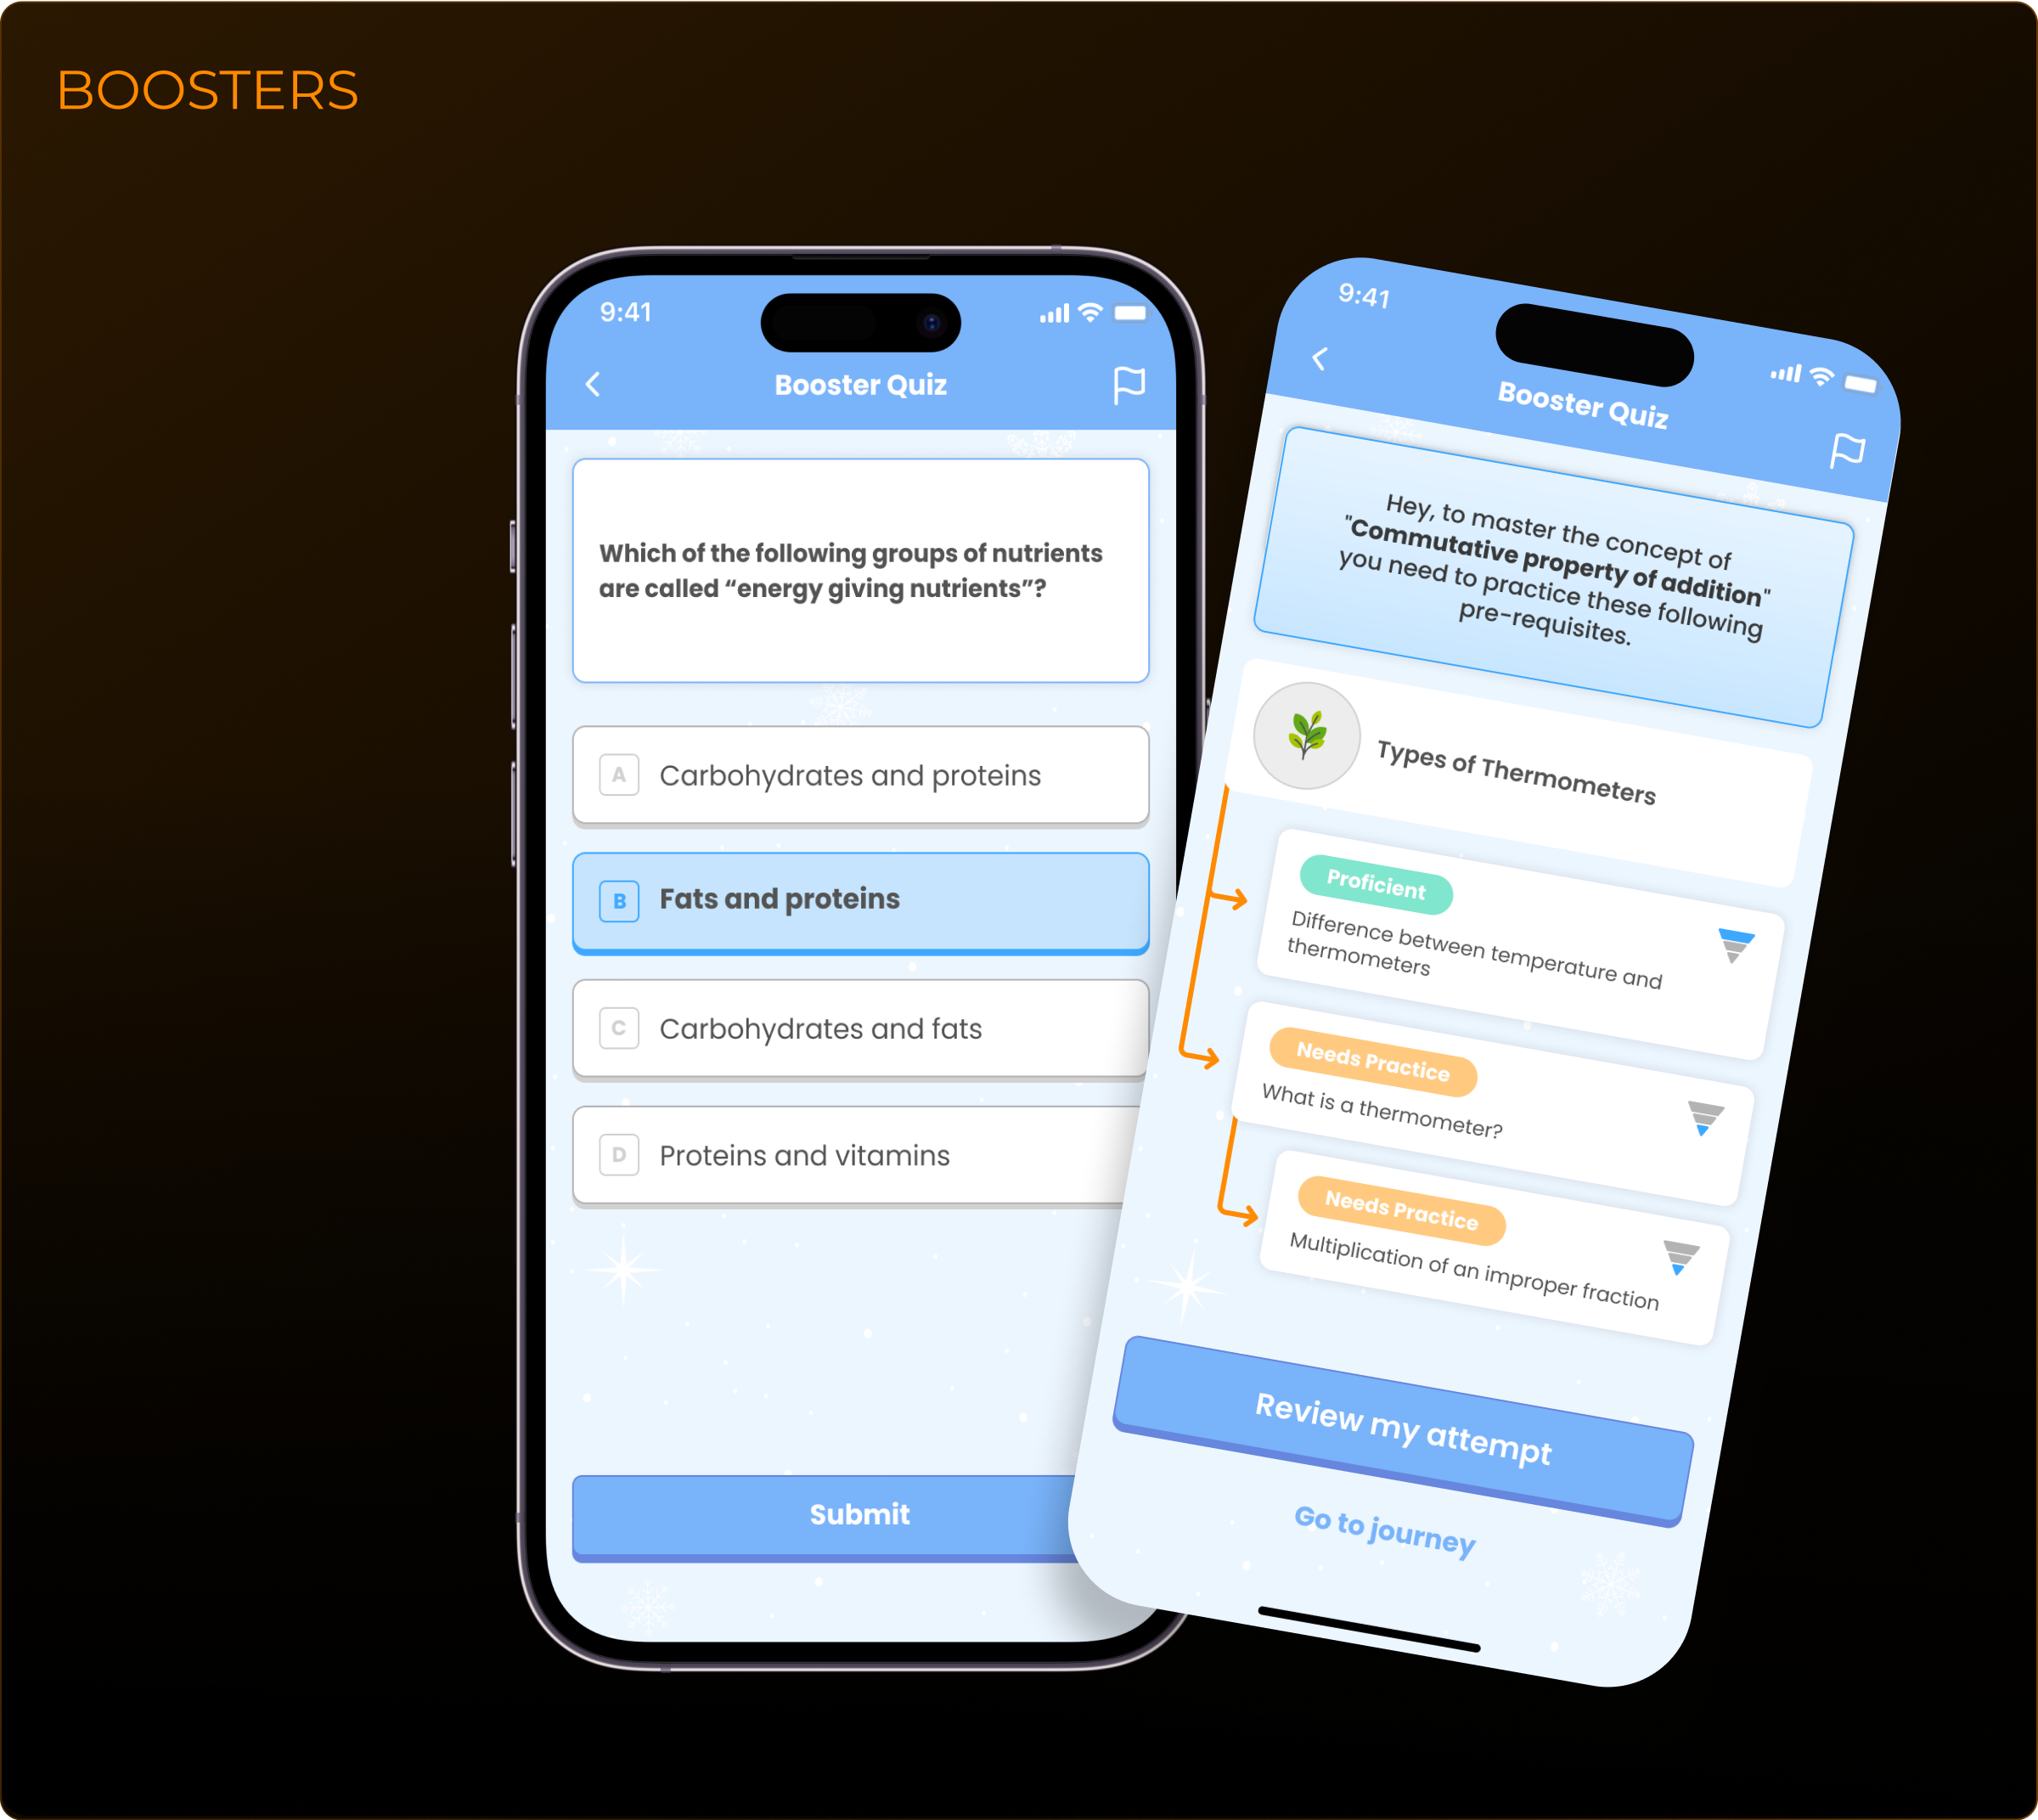 BOOSTERS
9:41
Booster Quiz
Which of the following groups of nutrients
are called “energy giving nutrients”?
A Carbohydrates and proteins
B Fats and proteins
C Carbohydrates and fats
D Proteins and vitamins
Submit
9:41
Booster Quiz
Hey, to master the concept of
"Commutative property of addition"
you need to practice these following
pre-requisites.
Types of Thermometers
Proficient
Difference between temperature and
thermometers
Needs Practice
What is a thermometer?
Needs Practice
Multiplication of an improper fraction
Review my attempt
Go to journey